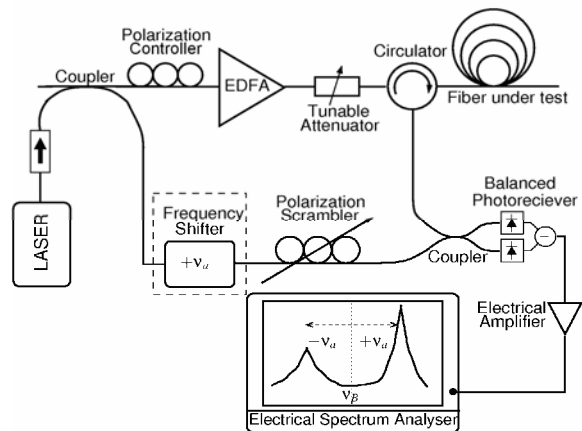 Polarization
Controller
Coupler
EDFA
Tunable
Attenuator
Circulator
Fiber under test
LASER
Frequency
Shifter
+νa
Polarization
Scrambler
Balanced
Photoreciever
Coupler
−
Electrical
Amplifier
−νa
+νa
νβ
Electrical Spectrum Analyser